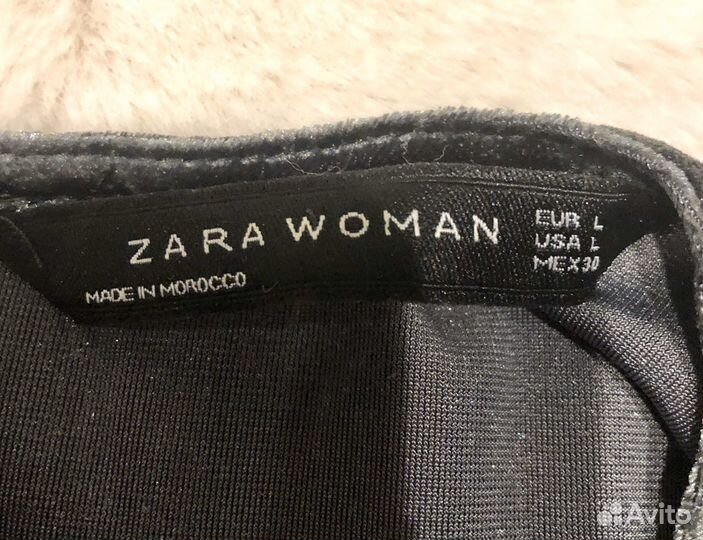 ZARA WOMAN
EUR L
USA L
MEX 30
MADE IN MOROCCO
Avito